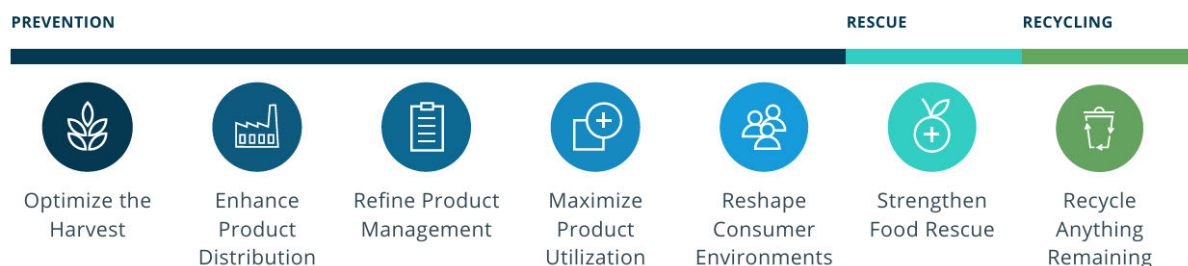 PREVENTION
RESCUE
RECYCLING
Optimize the
Harvest
Enhance
Product
Distribution
Refine Product
Management
Maximize
Product
Utilization
Reshape
Consumer
Environments
Strengthen
Food Rescue
Recycle
Anything
Remaining